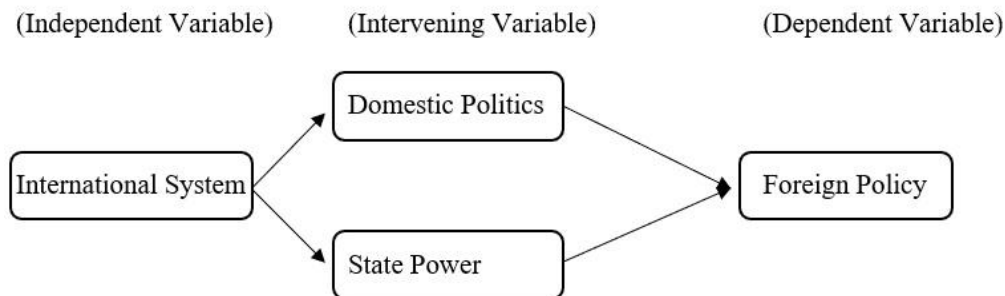 (Independent Variable) (Intervening Variable) (Dependent Variable)
Domestic Politics
International System
Foreign Policy
State Power